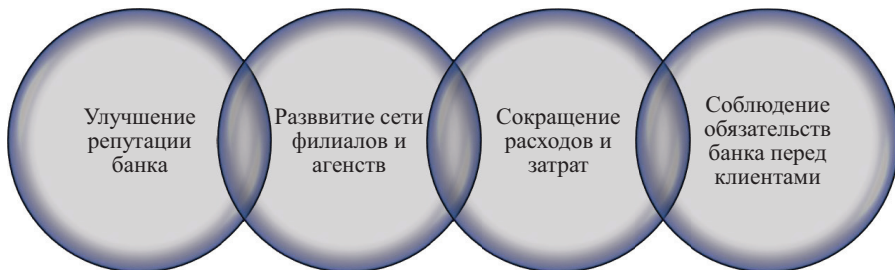 Улучшение
репутации
банка
Разввитие сети
филиалов и
агенств
Сокращение
расходов и
затрат
Соблюдение
обязательств
банка перед
клиентами